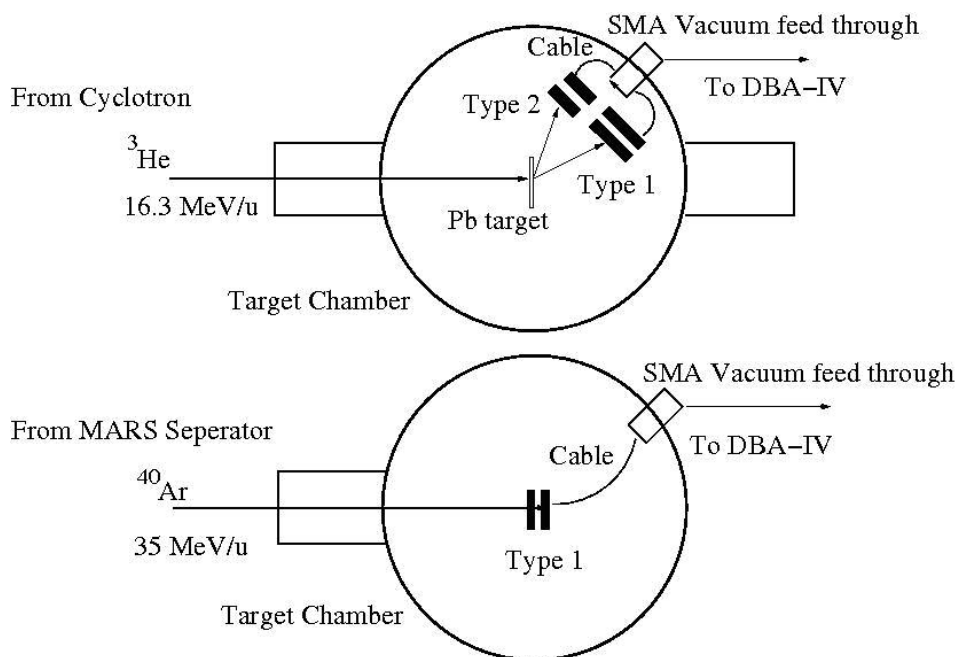 SMA Vacuum feed through
Cable
To DBA−IV
From Cyclotron
Type 2
3He
Type 1
16.3 MeV/u
Pb target
Target Chamber
SMA Vacuum feed through
From MARS Seperator
To DBA−IV
Cable
40Ar
35 MeV/u
Type 1
Target Chamber